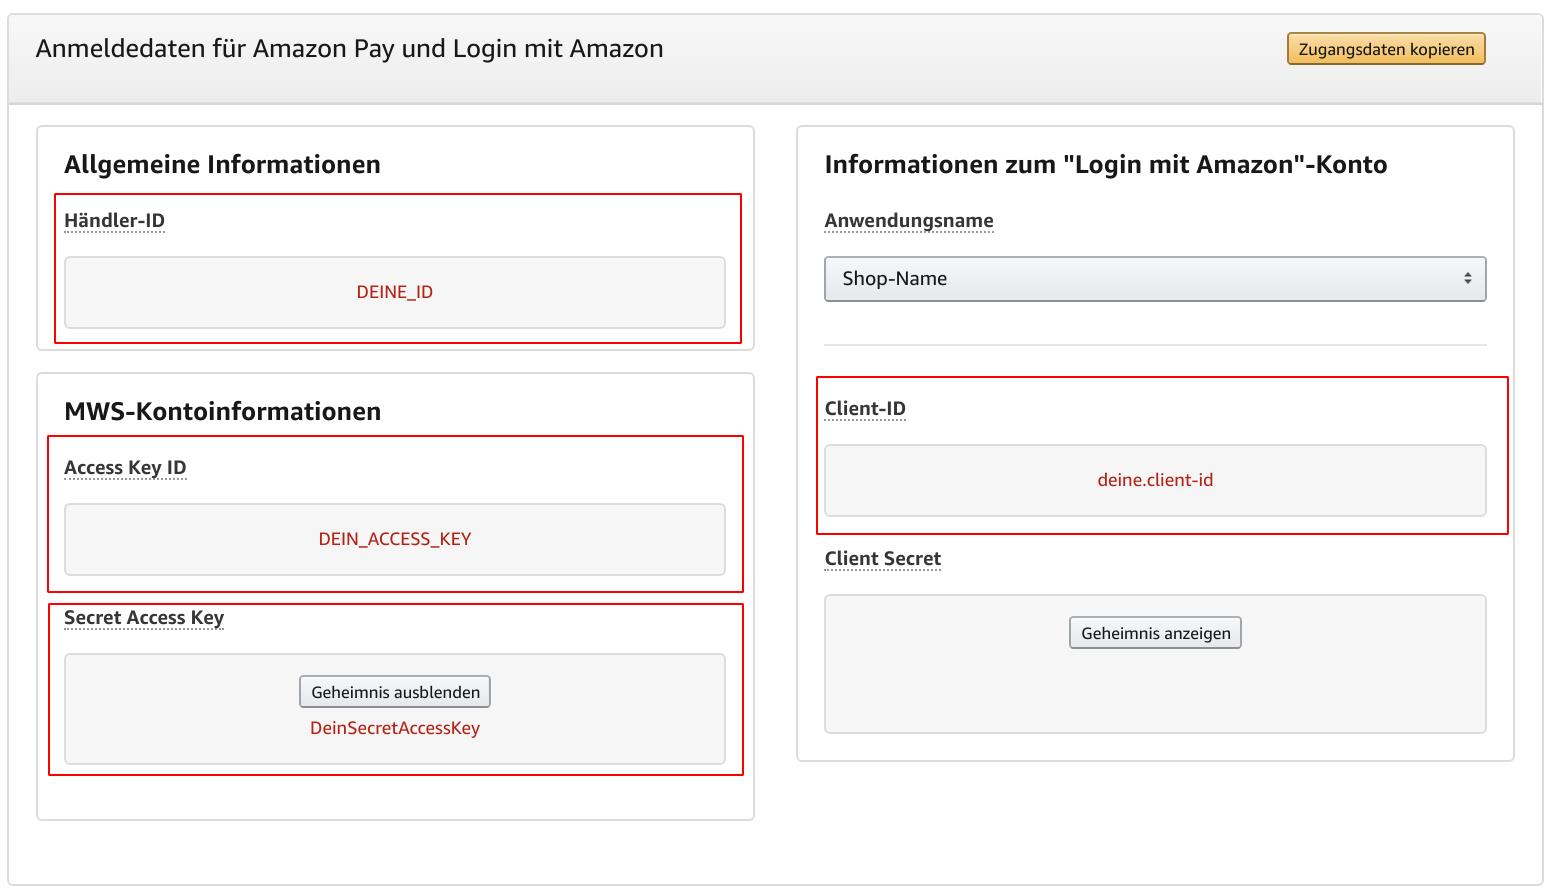 Anmeldedaten für Amazon Pay und Login mit Amazon
Zugangsdaten kopieren
Allgemeine Informationen
Händler-ID
DEINE_ID
MWS-Kontoinformationen
Access Key ID
DEIN_ACCESS_KEY
Secret Access Key
Geheimnis ausblenden
DeinSecretAccessKey
Informationen zum "Login mit Amazon"-Konto
Anwendungsname
Shop-Name
Client-ID
deine.client-id
Client Secret
Geheimnis anzeigen